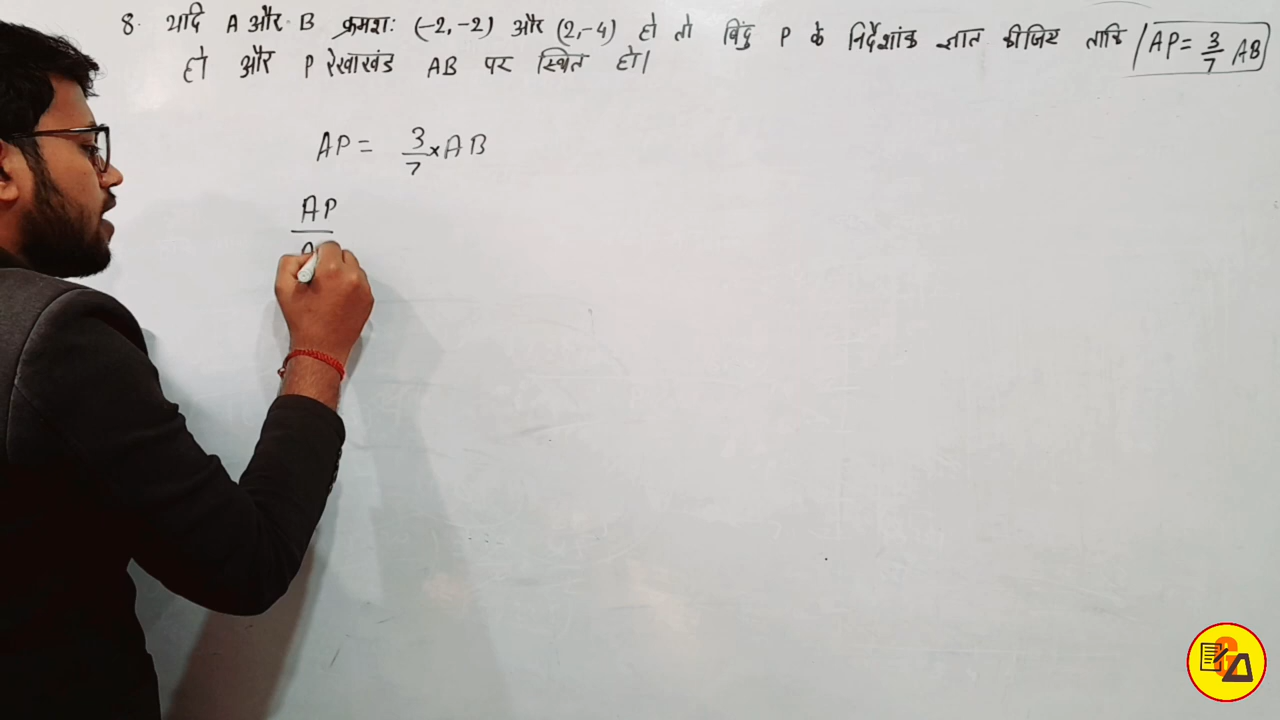 8. यदि A और B क्रमशः (-2,-2) और (2,-4) हो तो बिंदु P के निर्देशांक ज्ञात कीजिए ताकि AP = 3/7 AB
हो और P रेखाखंड AB पर स्थित हो।
AP = 3/7 × AB
AP